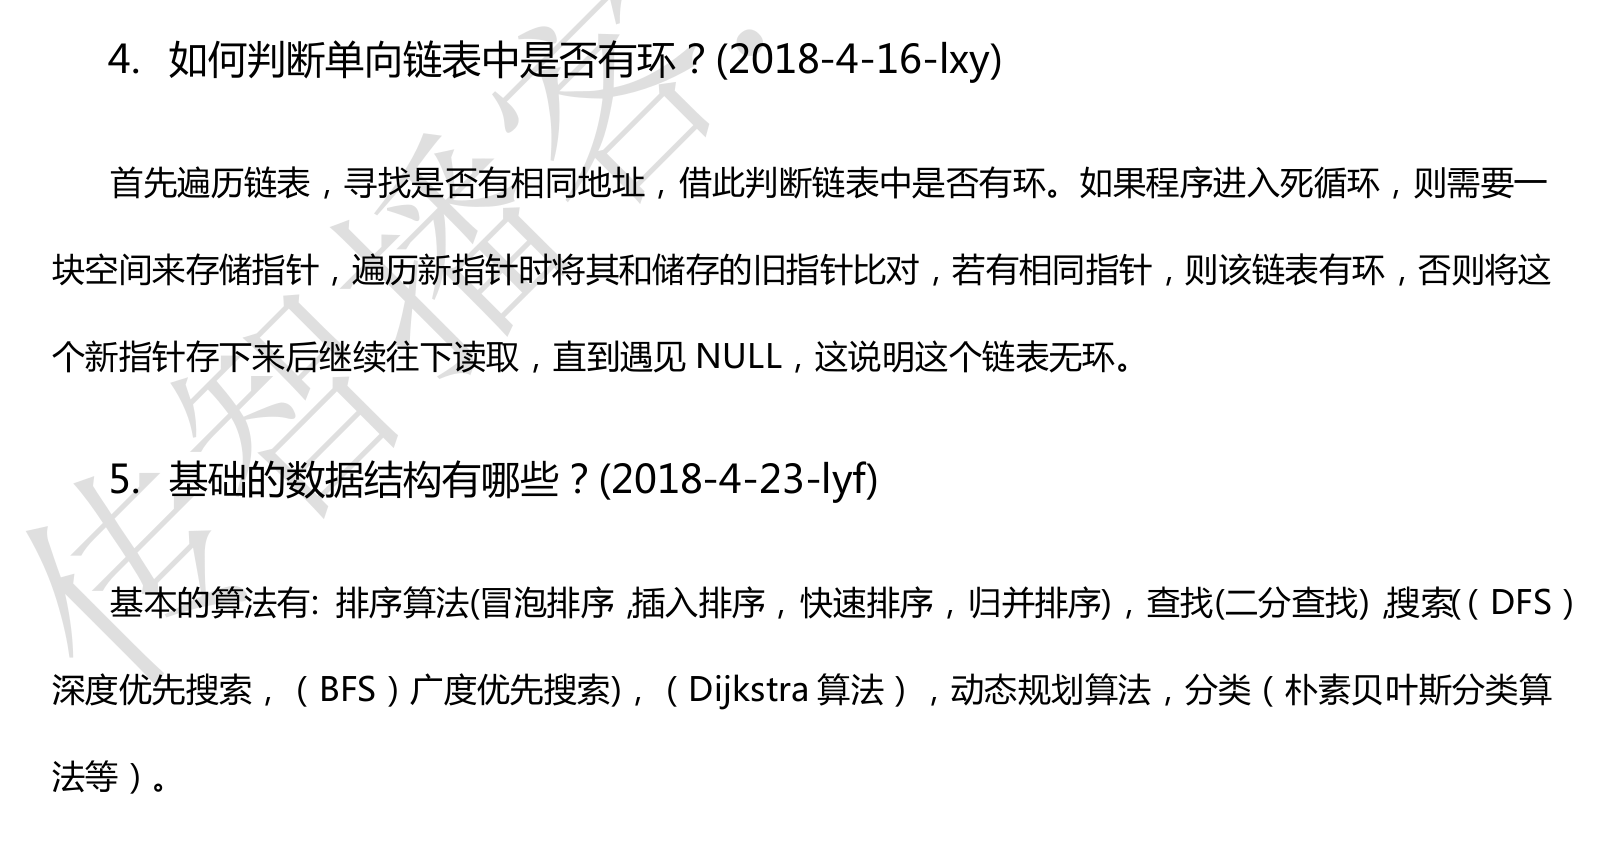 4. 如何判断单向链表中是否有环？(2018-4-16-lxy)
首先遍历链表，寻找是否有相同地址，借此判断链表中是否有环。如果程序进入死循环，则需要一
块空间来存储指针，遍历新指针时将其和储存的旧指针比对，若有相同指针，则该链表有环，否则将这
个新指针存下来后继续往下读取，直到遇见 NULL，这说明这个链表无环。
5. 基础的数据结构有哪些？(2018-4-23-lyf)
基本的算法有: 排序算法(冒泡排序,插入排序，快速排序，归并排序)，查找(二分查找),搜索(（DFS）
深度优先搜索，（BFS）广度优先搜索)，（Dijkstra 算法），动态规划算法，分类（朴素贝叶斯分类算
法等）。
传智播客.